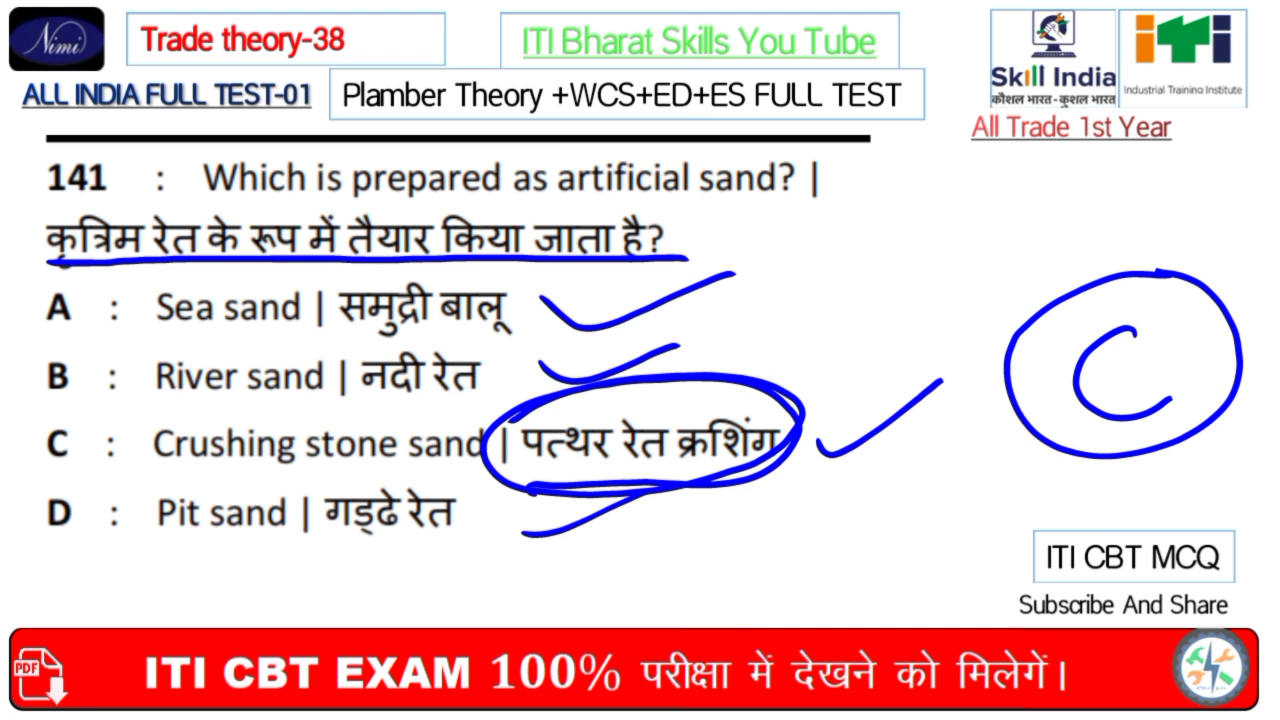 Nimi
Trade theory-38
ITI Bharat Skills You Tube
Skill India
कौशल भारत-कुशल भारत
iTi
Industrial Training Institute
ALL INDIA FULL TEST-01
Plamber Theory +WCS+ED+ES FULL TEST
All Trade 1st Year
141 : Which is prepared as artificial sand? |
कृत्रिम रेत के रूप में तैयार किया जाता है?
A : Sea sand | समुद्री बालू
B : River sand | नदी रेत
C : Crushing stone sand | पत्थर रेत क्रशिंग
D : Pit sand | गड्ढे रेत
C
ITI CBT MCQ
Subscribe And Share
PDF
ITI CBT EXAM 100% परीक्षा में देखने को मिलेगें।